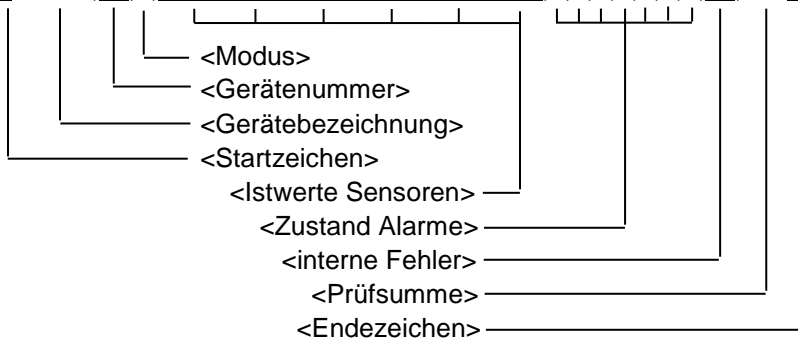 <Modus>
<Gerätenummer>
<Gerätebezeichnung>
<Startzeichen>
<Istwerte Sensoren>
<Zustand Alarme>
<interne Fehler>
<Prüfsumme>
<Endezeichen>